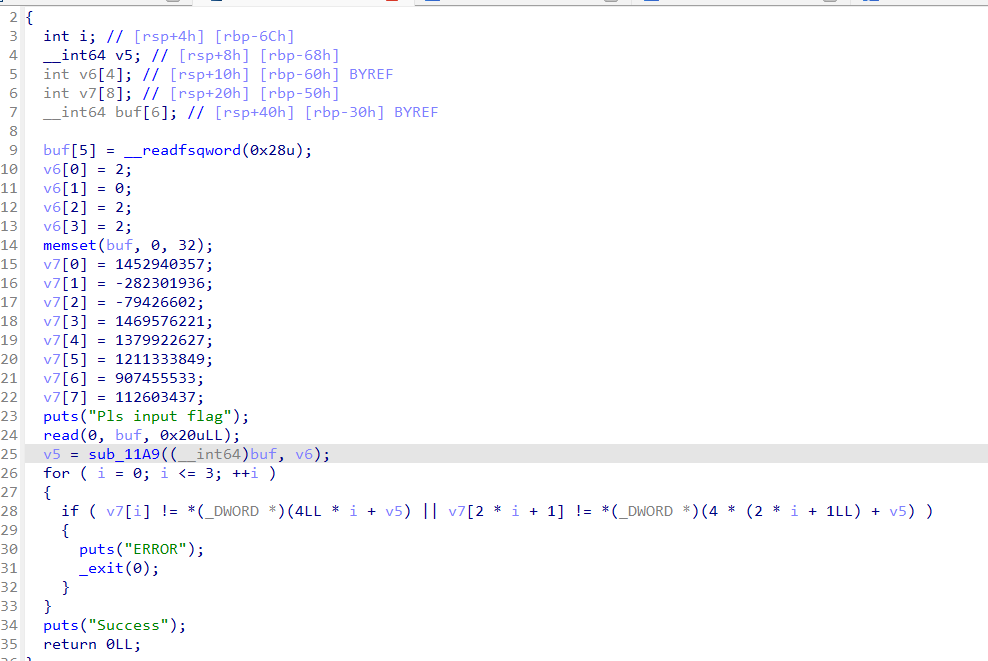 2 {
3   int i; // [rsp+4h] [rbp-6Ch]
4   __int64 v5; // [rsp+8h] [rbp-68h]
5   int v6[4]; // [rsp+10h] [rbp-60h] BYREF
6   int v7[8]; // [rsp+20h] [rbp-50h]
7   __int64 buf[6]; // [rsp+40h] [rbp-30h] BYREF
8
9   buf[5] = __readfsqword(0x28u);
10   v6[0] = 2;
11   v6[1] = 0;
12   v6[2] = 2;
13   v6[3] = 2;
14   memset(buf, 0, 32);
15   v7[0] = 1452940357;
16   v7[1] = -282301936;
17   v7[2] = -79426602;
18   v7[3] = 1469576221;
19   v7[4] = 1379922627;
20   v7[5] = 1211333849;
21   v7[6] = 907455533;
22   v7[7] = 112603437;
23   puts("Pls input flag");
24   read(0, buf, 0x20uLL);
25   v5 = sub_11A9((__int64)buf, v6);
26   for ( i = 0; i <= 3; ++i )
27   {
28     if ( v7[i] != *(_DWORD *)(4LL * i + v5) || v7[2 * i + 1] != *(_DWORD *)(4 * (2 * i + 1LL) + v5) )
29     {
30       puts("ERROR");
31       _exit(0);
32     }
33   }
34   puts("Success");
35   return 0LL;